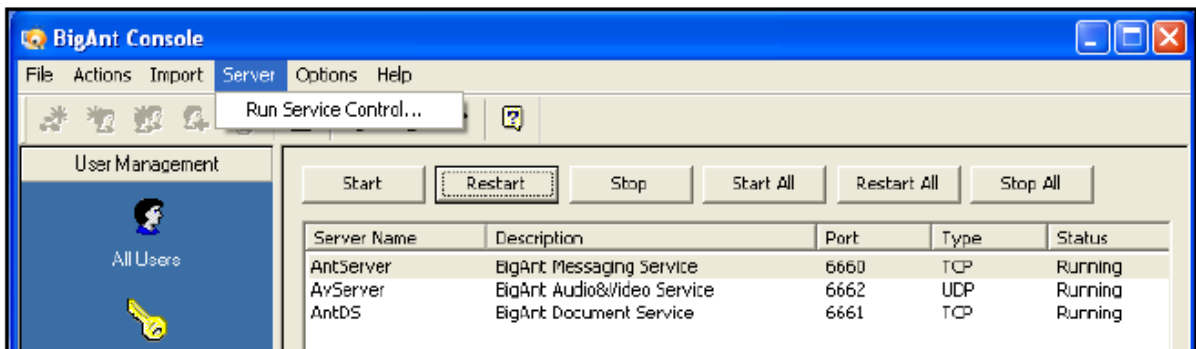 BigAnt Console
File Actions Import Server Options Help
Run Service Control...
User Management
Start Restart Stop Start All Restart All Stop All
Server Name Description Port Type Status
All Users
AntServer BigAnt Messaging Service 6660 TCP Running
AvServer BigAnt Audio&Video Service 6662 UDP Running
AntDS BigAnt Document Service 6661 TCP Running